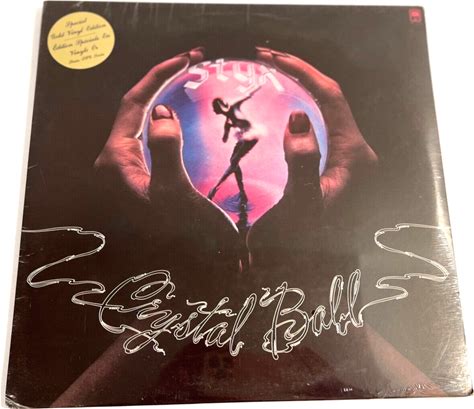 Special
Gold Vinyl Edition
Edition Speciale En
Vinyle Or
Styx
Crystal Ball